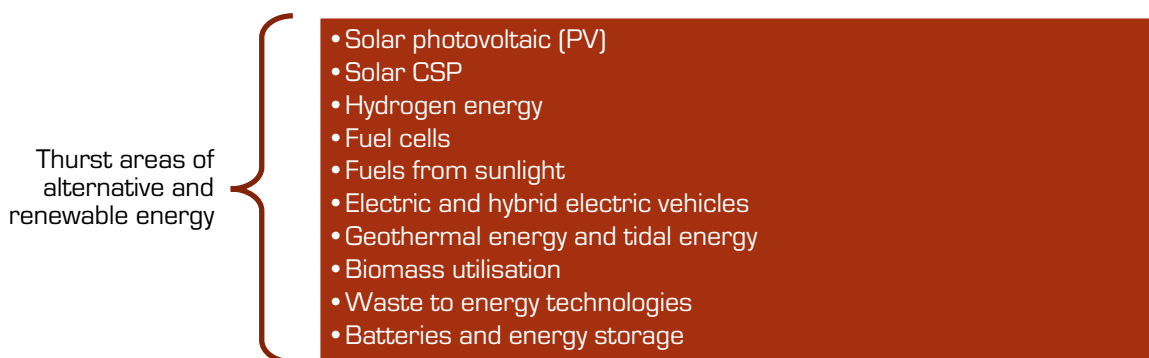 Thurst areas of
alternative and
renewable energy
• Solar photovoltaic (PV)
• Solar CSP
• Hydrogen energy
• Fuel cells
• Fuels from sunlight
• Electric and hybrid electric vehicles
• Geothermal energy and tidal energy
• Biomass utilisation
• Waste to energy technologies
• Batteries and energy storage